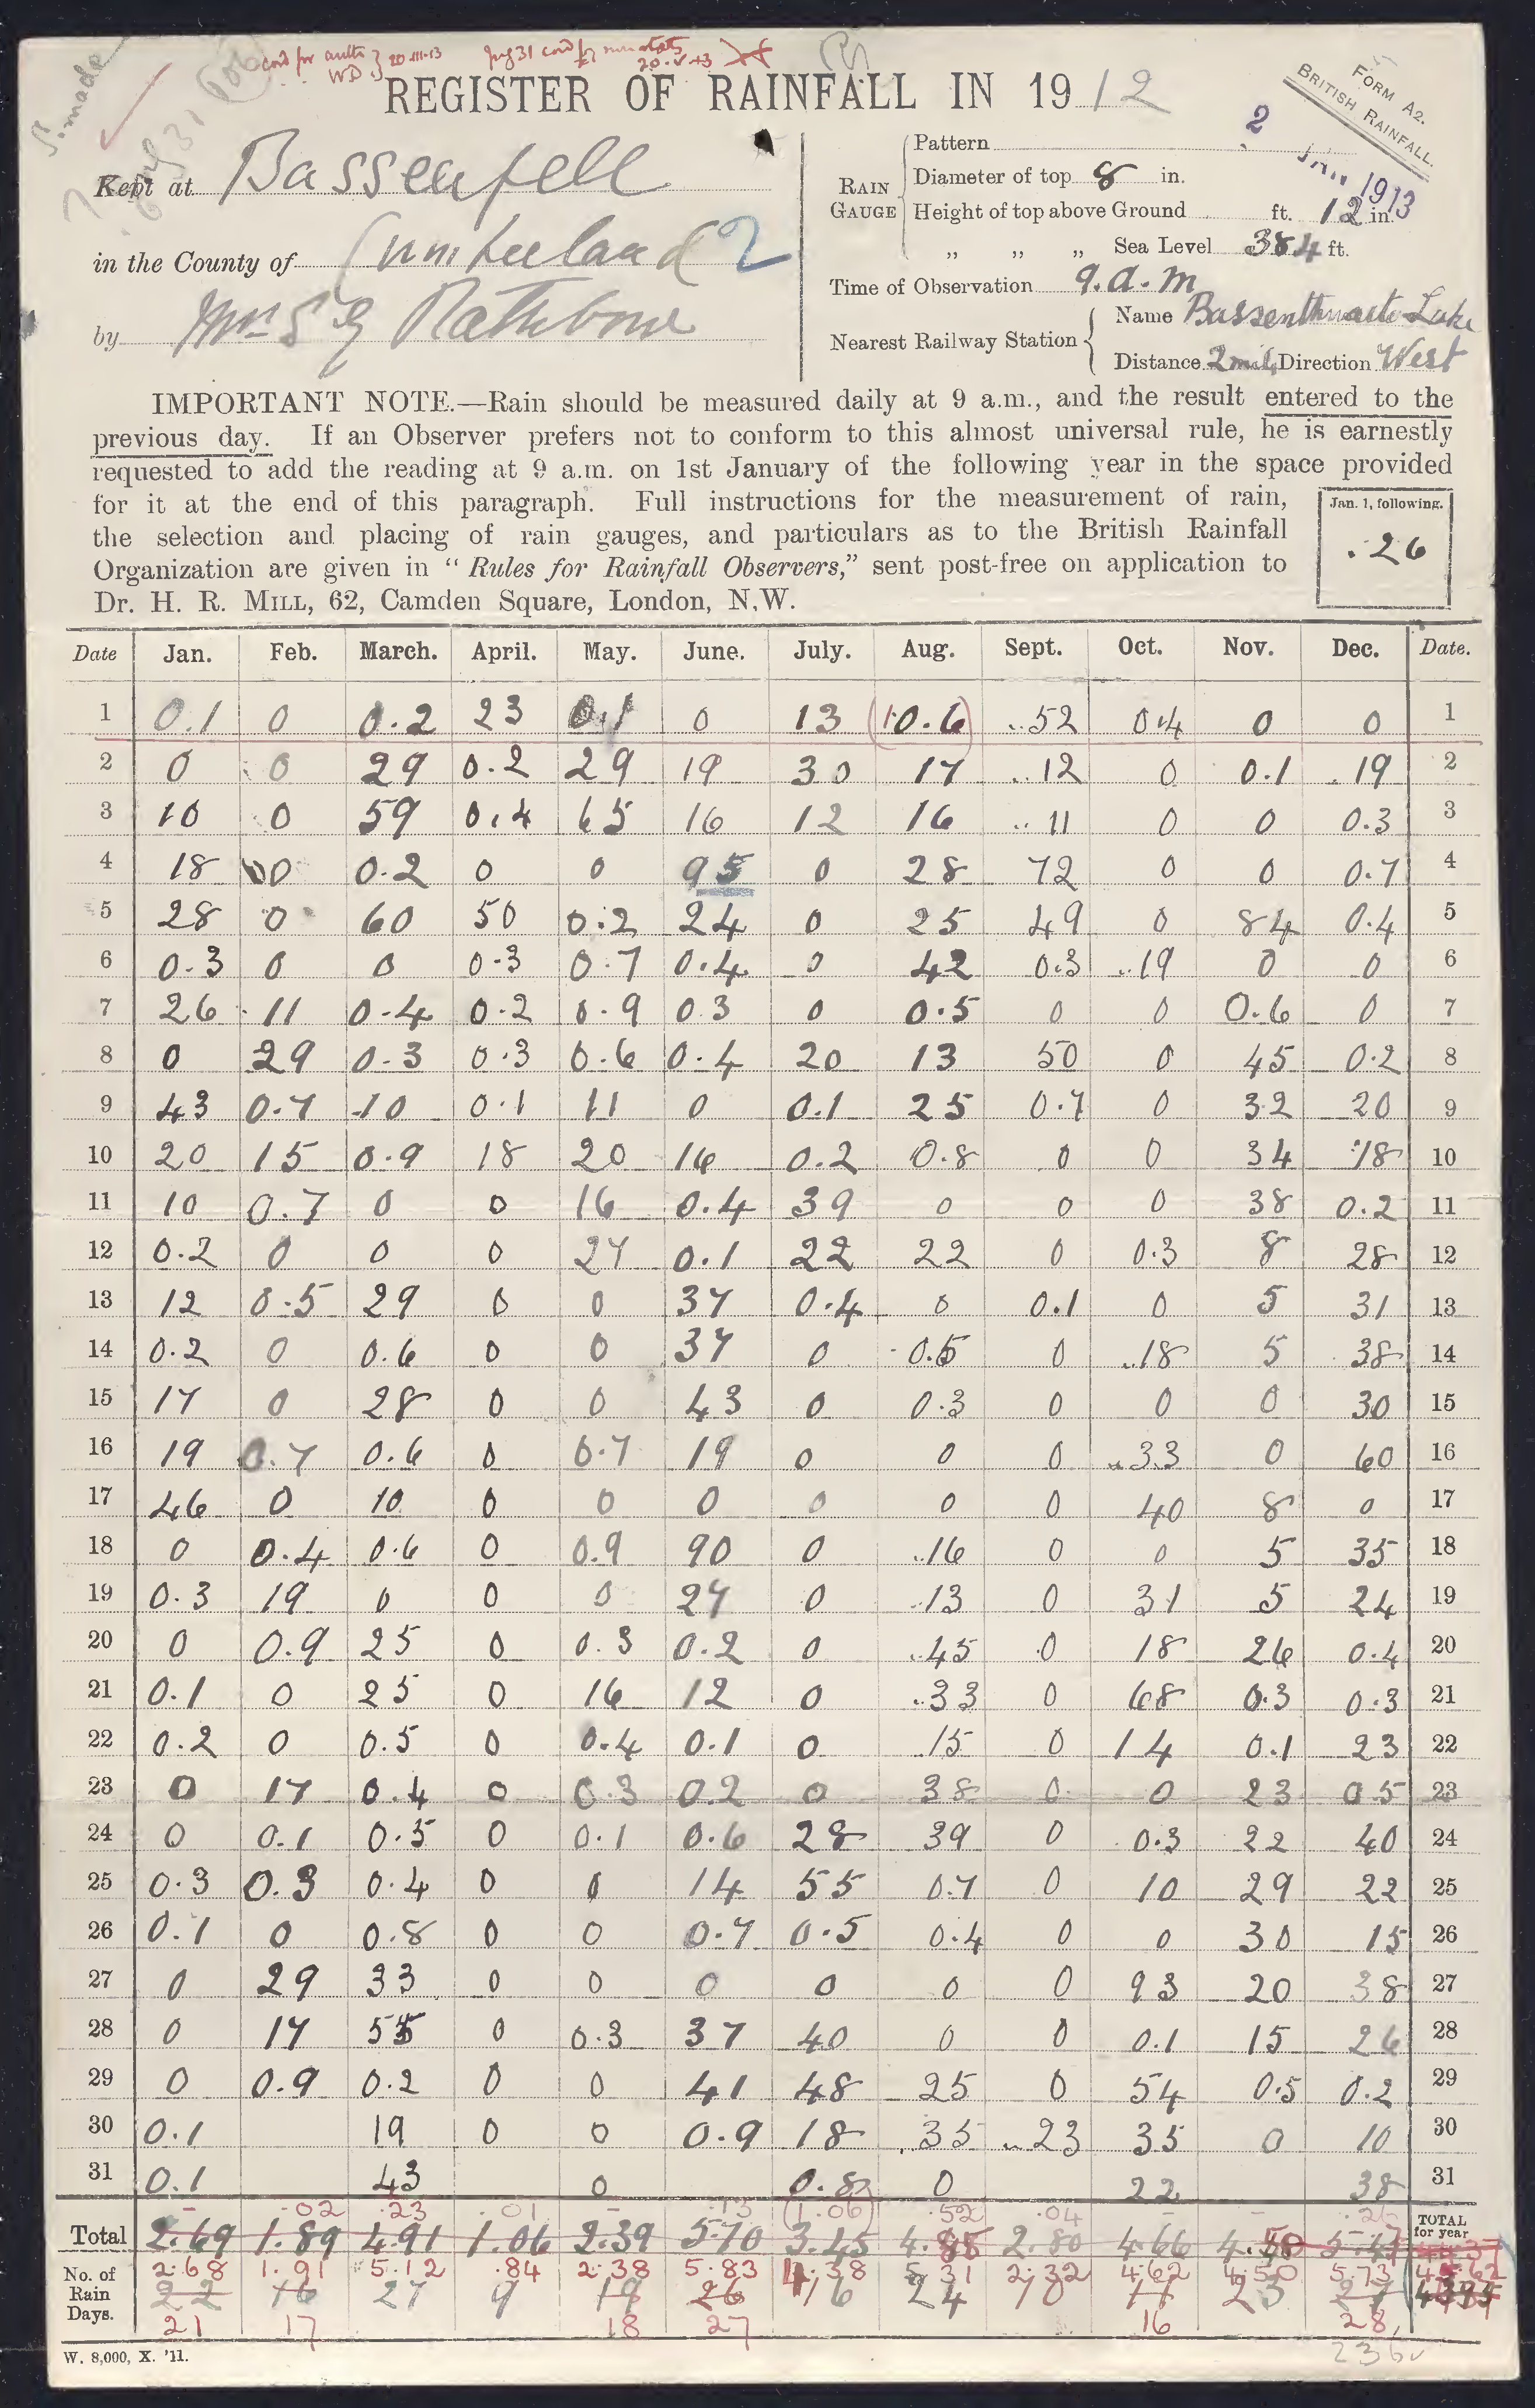 REGISTER OF RAINFALL IN 1912
FORM A2.
BRITISH RAINFALL.
2 Jan 1913
Kept at Bassenfell
in the County of Cumberland 2
by Mrs S G Rathbone
RAIN GAUGE
Pattern
Diameter of top 8 in.
Height of top above Ground ft. 12 in.
„ „ „ Sea Level 384 ft.
Time of Observation 9.a.m
Nearest Railway Station
Name Bassenthwaite Lake
Distance 2 mils Direction West
IMPORTANT NOTE.—Rain should be measured daily at 9 a.m., and the result entered to the
previous day. If an Observer prefers not to conform to this almost universal rule, he is earnestly
requested to add the reading at 9 a.m. on 1st January of the following year in the space provided
for it at the end of this paragraph. Full instructions for the measurement of rain,
the selection and placing of rain gauges, and particulars as to the British Rainfall
Organization are given in “Rules for Rainfall Observers,” sent post-free on application to
Dr. H. R. MILL, 62, Camden Square, London, N.W.
Jan. 1, following.
.26
Date Jan. Feb. March. April. May. June. July. Aug. Sept. Oct. Nov. Dec. Date.
1 0.1 0 0.2 23 0.1 0 13 (10.6) ..52 0.4 0 0 1
2 0 0 29 0.2 29 19 30 17 ..12 0 0.1 .19 2
3 10 0 59 0.4 65 16 12 16 ..11 0 0 0.3 3
4 18 0 0.2 0 0 95 0 28 72 0 0 0.7 4
5 28 0 60 50 0.2 24 0 25 49 0 84 0.4 5
6 0.3 0 0 0.3 0.7 0.4 0 42 0.3 ..19 0 0 6
7 26 11 0.4 0.2 0.9 0.3 0 0.5 0 0 0.6 0 7
8 0 29 0.3 0.3 0.6 0.4 20 13 50 0 45 0.2 8
9 43 0.7 10 0.1 11 0 0.1 25 0.7 0 32 20 9
10 20 15 0.9 18 20 16 0.2 0.8 0 0 34 18 10
11 10 0.7 0 0 16 0.4 39 0 0 0 38 0.2 11
12 0.2 0 0 0 27 0.1 22 22 0 0.3 8 28 12
13 12 0.5 29 0 0 37 0.4 0 0.1 0 5 31 13
14 0.2 0 0.6 0 0 37 0 0.5 0 ..18 5 38 14
15 17 0 28 0 0 43 0 0.3 0 0 0 30 15
16 19 0.7 0.6 0 0.7 19 0 0 0 ..33 0 60 16
17 46 0 10 0 0 0 0 0 0 40 8 0 17
18 0 0.4 0.6 0 0.9 90 0 ..16 0 0 5 35 18
19 0.3 19 0 0 0 27 0 ..13 0 31 5 24 19
20 0 0.9 25 0 0.3 0.2 0 ..45 0 18 26 0.4 20
21 0.1 0 25 0 16 12 0 ..33 0 68 0.3 0.3 21
22 0.2 0 0.5 0 0.4 0.1 0 .15 0 14 0.1 23 22
23 0 17 0.4 0 0.3 0.2 0 38 0 0 23 0.5 23
24 0 0.1 0.5 0 0.1 0.6 28 39 0 0.3 22 40 24
25 0.3 0.3 0.4 0 0 14 55 0.7 0 10 29 22 25
26 0.1 0 0.8 0 0 0.7 0.5 0.4 0 0 30 15 26
27 0 29 33 0 0 0 0 0 0 93 20 38 27
28 0 17 55 0 0.3 37 40 0 0 0.1 15 26 28
29 0 0.9 0.2 0 0 41 48 25 0 54 0.5 0.2 29
30 0.1 19 0 0 0.9 18 .35 ..23 35 0 10 30
31 0.1 43 0 0.8 0 22 38 31
- .02 .23 .01 - .13 (1.06) .52 .04 - - .26
Total 2.69 1.89 4.91 1.06 2.39 5.70 3.45 4.85 2.80 4.66 4.58 5.47 TOTAL for year
2.68 1.91 5.12 .84 2.38 5.83 4.38 5.31 2.32 4.62 4.50 5.73
No. of Rain Days. 22 16 27 9 19 26 16 24 10 17 23 27
21 17 18 27 16 28
236
W. 8,000, X. '11.